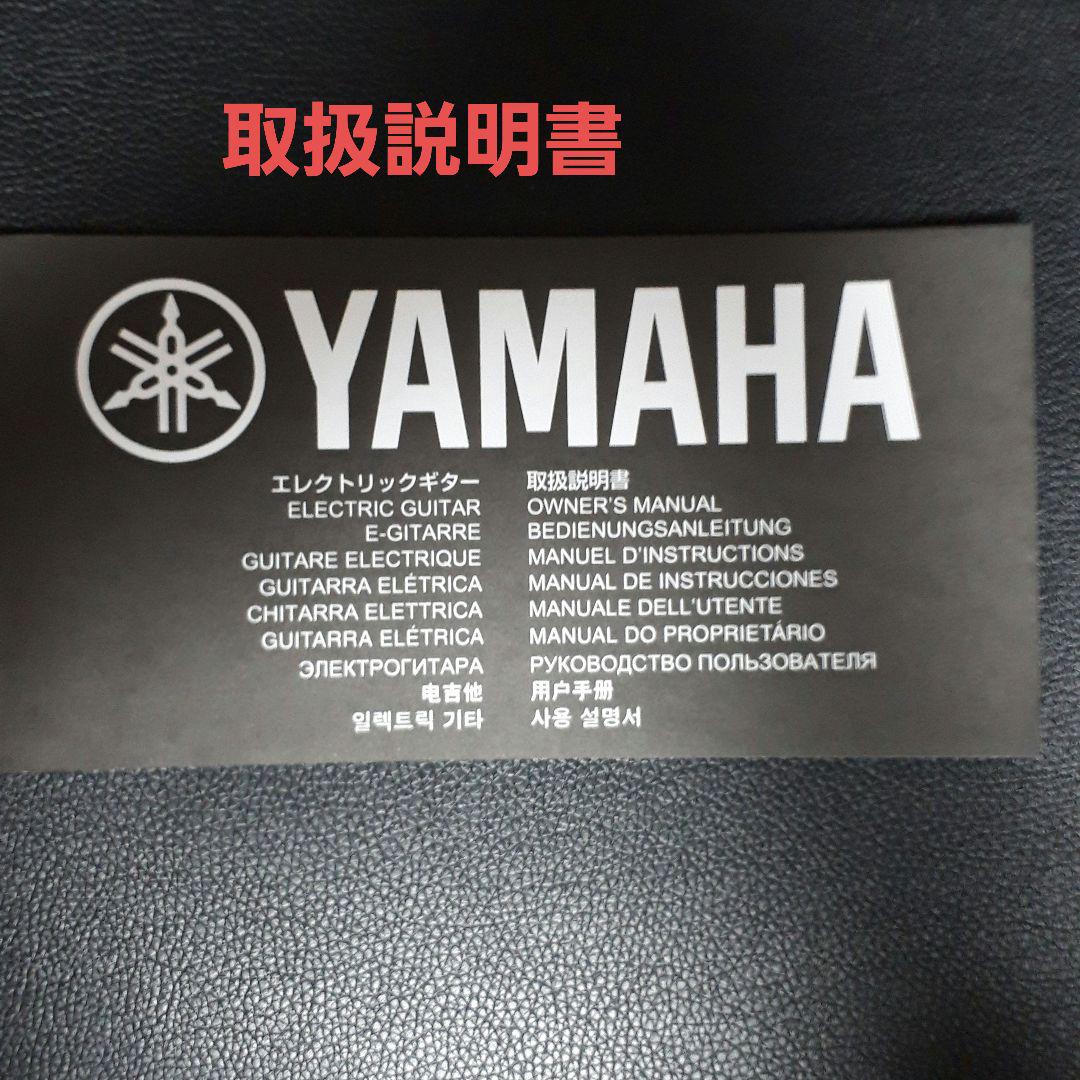 取扱説明書
YAMAHA
エレクトリックギター 取扱説明書
ELECTRIC GUITAR OWNER'S MANUAL
E-GITARRE BEDIENUNGSANLEITUNG
GUITARE ELECTRIQUE MANUEL D'INSTRUCTIONS
GUITARRA ELÉTRICA MANUAL DE INSTRUCCIONES
CHITARRA ELETTRICA MANUALE DELL'UTENTE
GUITARRA ELÉTRICA MANUAL DO PROPRIETÁRIO
ЭЛЕКТРОГИТАРА РУКОВОДСТВО ПОЛЬЗОВАТЕЛЯ
电吉他 用户手册
일렉트릭 기타 사용 설명서